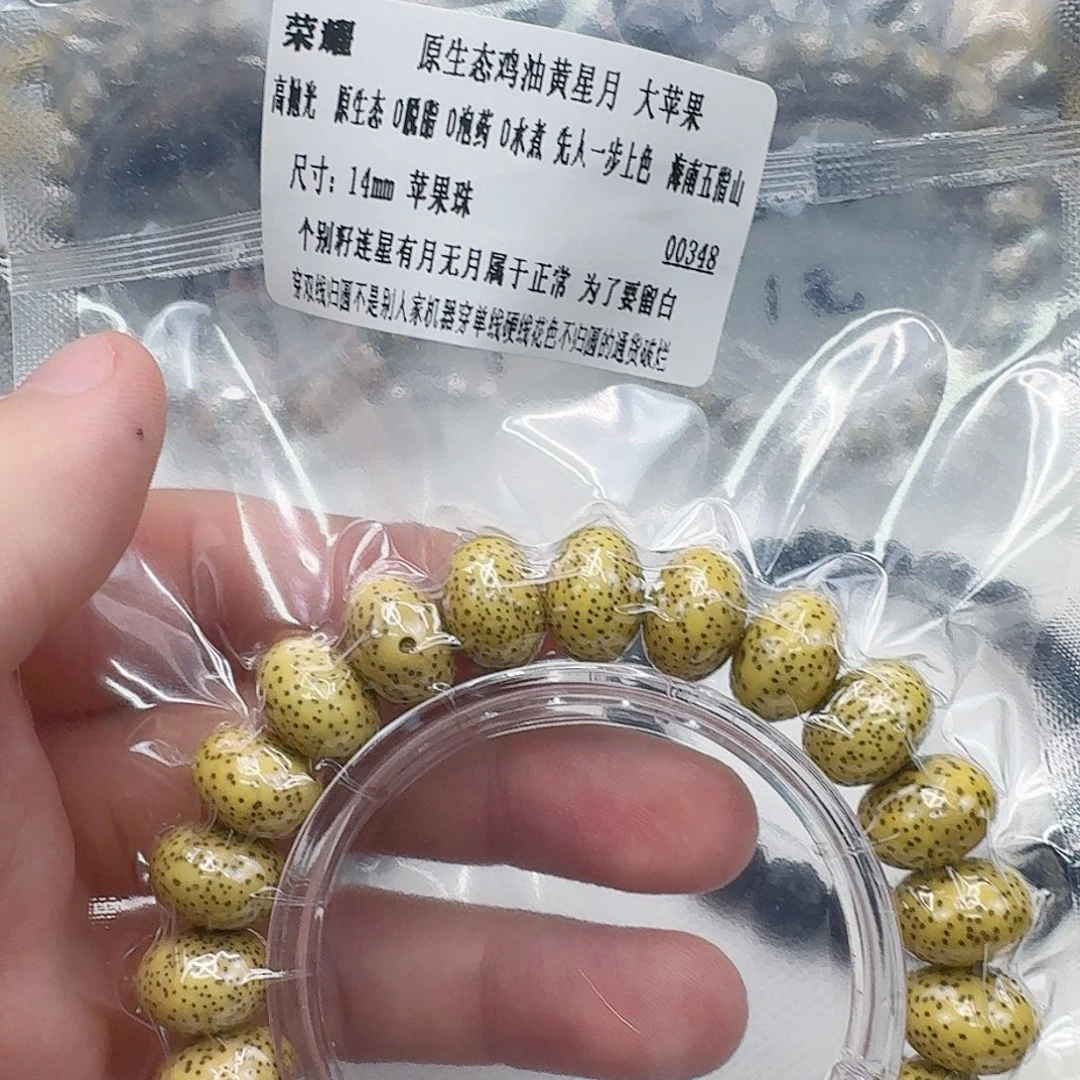 荣耀 原生态鸡油黄星月 大苹果
高抛光 原生态 0脱脂 0泡药 0水煮 先人一步上色 海南五指山
尺寸：14mm 苹果珠
00348
个别籽连星有月无月属于正常 为了要留白
穿双线归圆不是别人家机器穿单线硬线花色不归圆的通货破烂